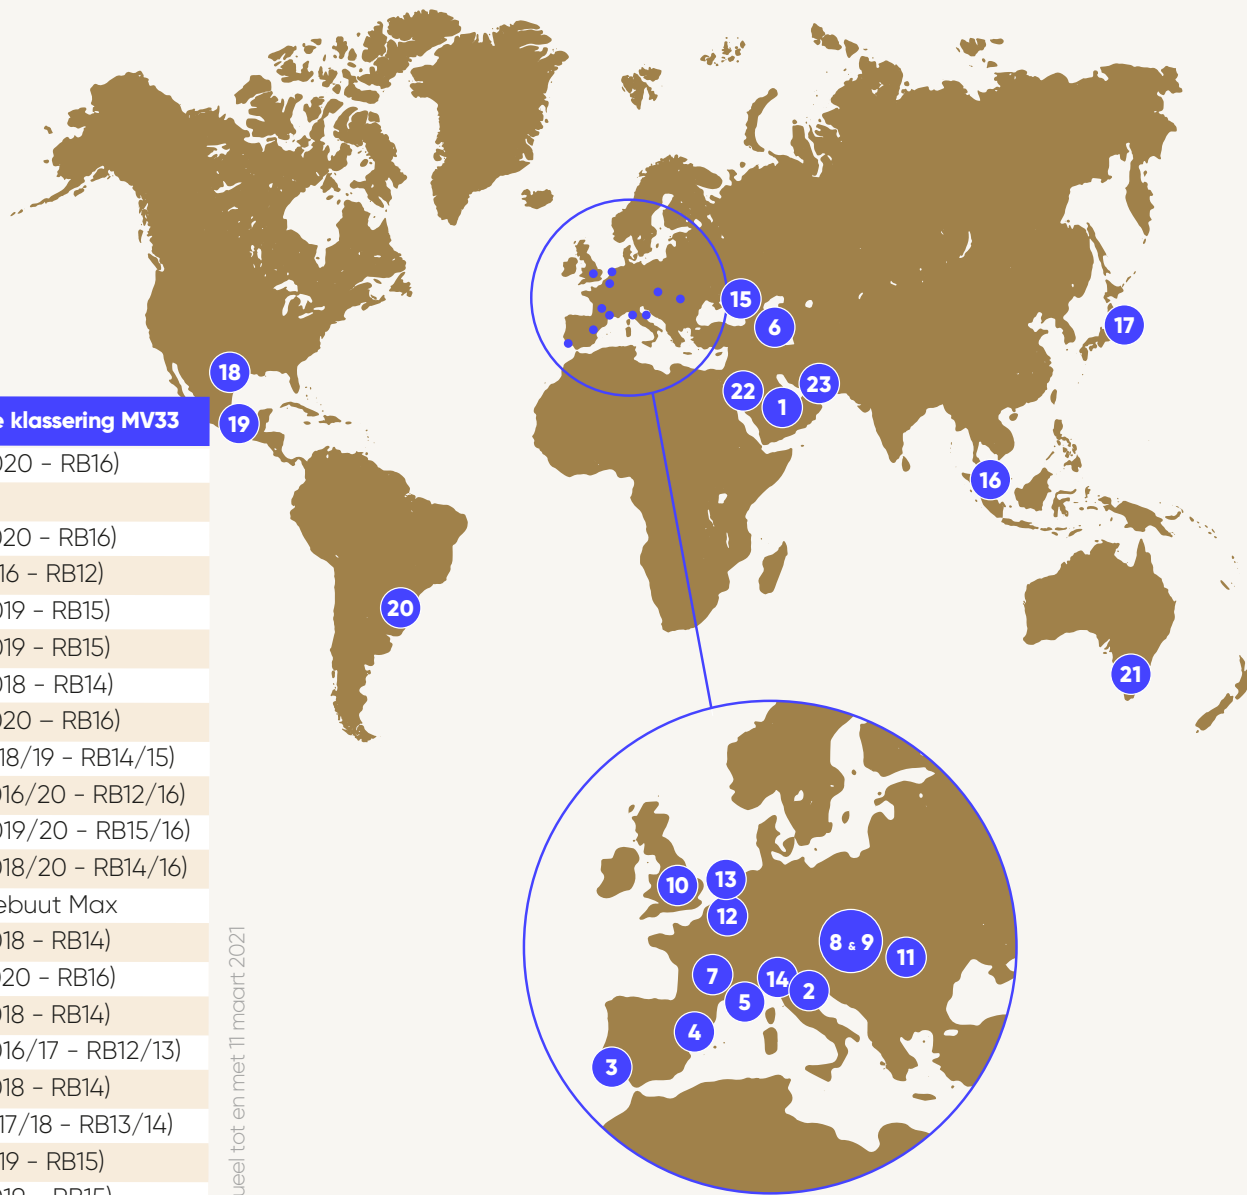 e klassering MV33
020 - RB16)
020 - RB16)
16 - RB12)
019 - RB15)
019 - RB15)
018 - RB14)
020 – RB16)
18/19 - RB14/15)
016/20 - RB12/16)
019/20 - RB15/16)
018/20 - RB14/16)
ebuut Max
018 - RB14)
020 - RB16)
018 - RB14)
016/17 - RB12/13)
018 - RB14)
17/18 - RB13/14)
19 - RB15)
ueel tot en met 11 maart 2021
15
6
17
18
19
22
1
23
16
20
21
10
13
12
8 & 9
11
7
14
2
5
4
3